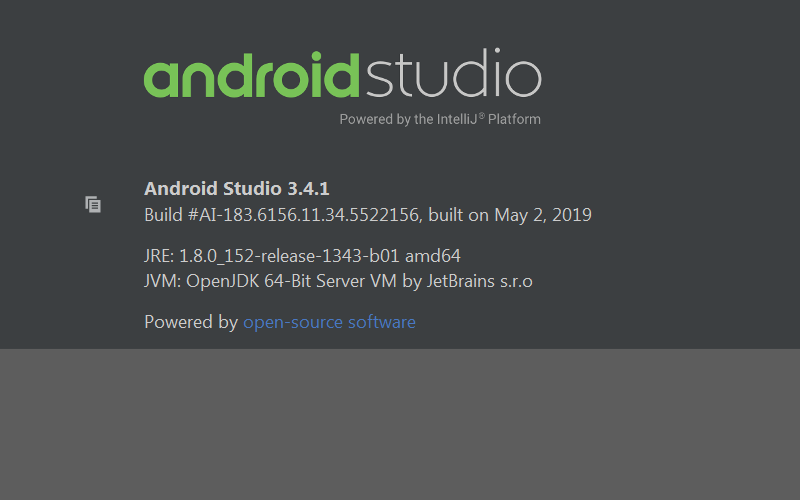 androidstudio
Powered by the IntelliJ® Platform
Android Studio 3.4.1
Build #AI-183.6156.11.34.5522156, built on May 2, 2019
JRE: 1.8.0_152-release-1343-b01 amd64
JVM: OpenJDK 64-Bit Server VM by JetBrains s.r.o
Powered by open-source software